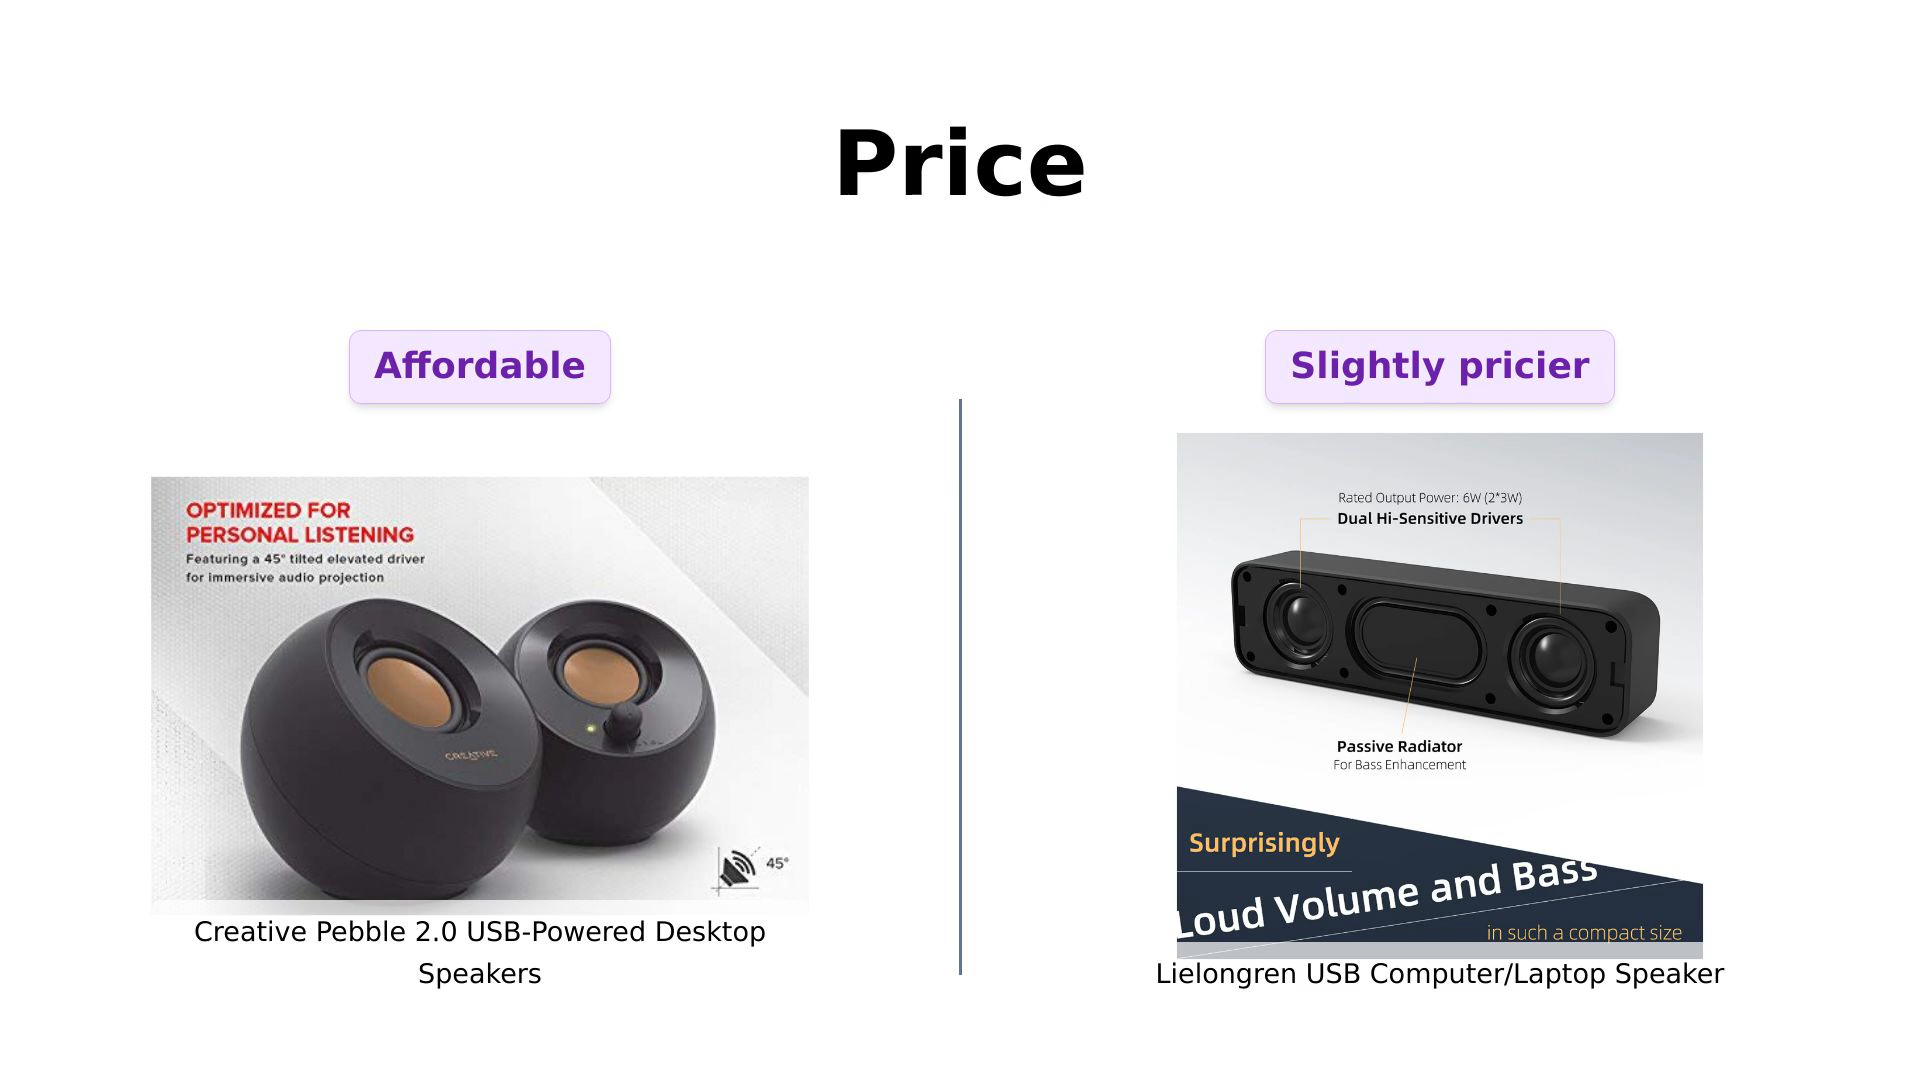 Price
Affordable
Slightly pricier
OPTIMIZED FOR
PERSONAL LISTENING
Featuring a 45° tilted elevated driver
for immersive audio projection
CREATIVE
45°
Creative Pebble 2.0 USB-Powered Desktop
Speakers
Rated Output Power: 6W (2*3W)
Dual Hi-Sensitive Drivers
Passive Radiator
For Bass Enhancement
Surprisingly
Loud Volume and Bass
in such a compact size
Lielongren USB Computer/Laptop Speaker